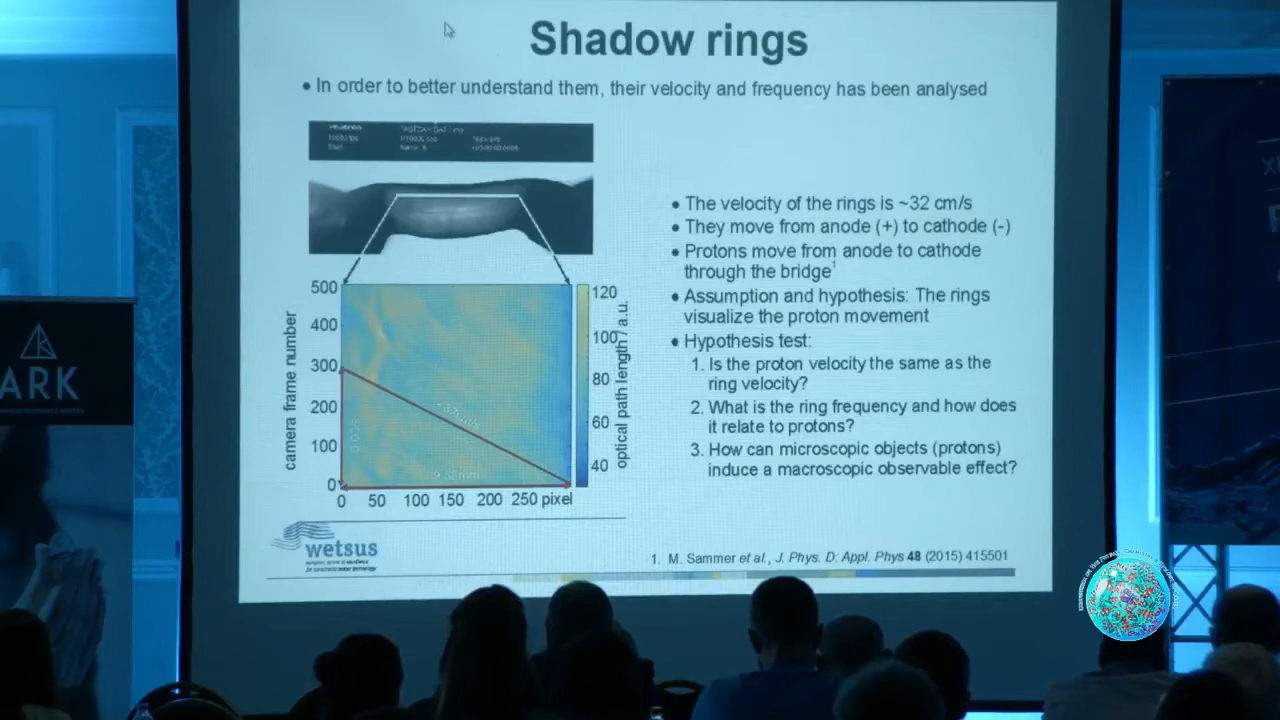 Shadow rings
• In order to better understand them, their velocity and frequency has been analysed
• The velocity of the rings is ~32 cm/s
• They move from anode (+) to cathode (-)
• Protons move from anode to cathode
through the bridge¹
• Assumption and hypothesis: The rings
visualize the proton movement
• Hypothesis test:
1. Is the proton velocity the same as the
ring velocity?
2. What is the ring frequency and how does
it relate to protons?
3. How can microscopic objects (protons)
induce a macroscopic observable effect?
camera frame number
500
400
300
200
100
0
0 50 100 150 200 250 pixel
120
100
80
60
40
optical path length / a.u.
wetsus
1. M. Sammer et al., J. Phys. D: Appl. Phys 48 (2015) 415501
ARK